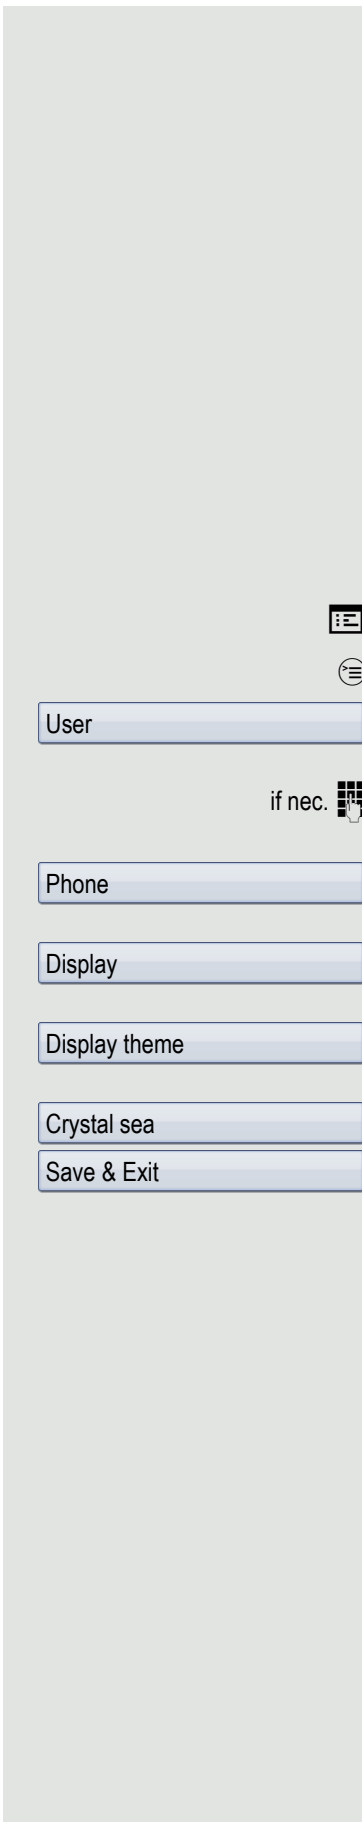 User
if nec.
Phone
Display
Display theme
Crystal sea
Save & Exit